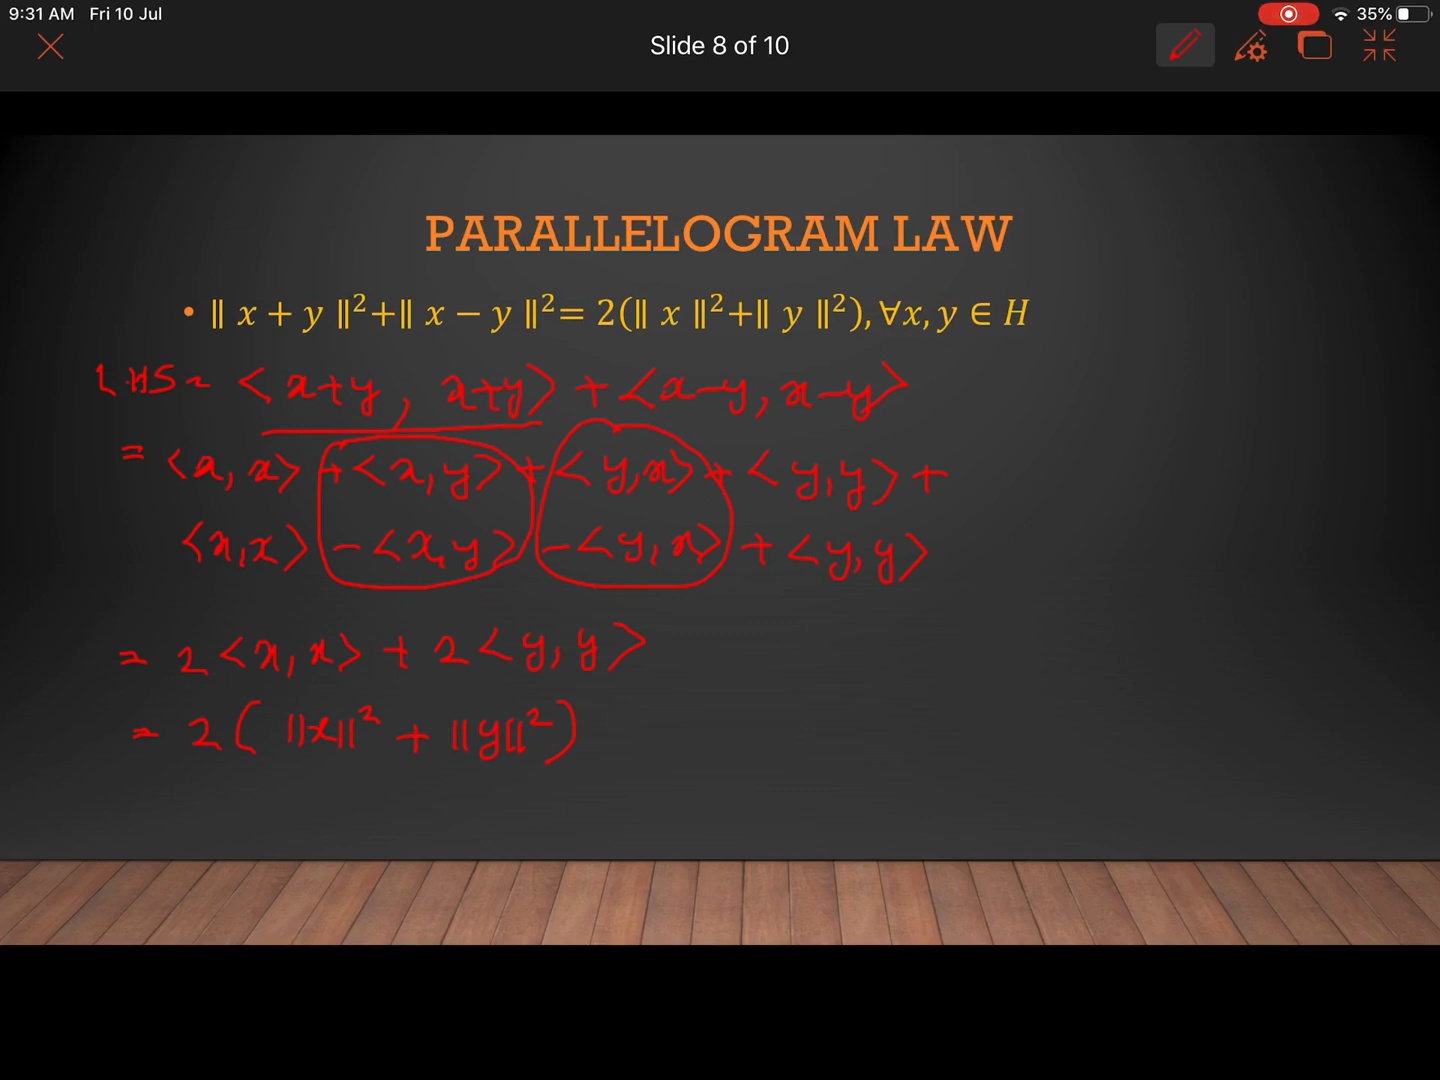 9:31 AM Fri 10 Jul 35%
Slide 8 of 10
PARALLELOGRAM LAW
• ‖ x + y ‖²+‖ x − y ‖²= 2(‖ x ‖²+‖ y ‖²), ∀x, y ∈ H
LHS = <x+y, x+y> + <x-y, x-y>
= <x, x> + <x, y> + <y, x> + <y, y> +
<x, x> - <x, y> - <y, x> + <y, y>
= 2 <x, x> + 2 <y, y>
= 2 ( ||x||² + ||y||² )